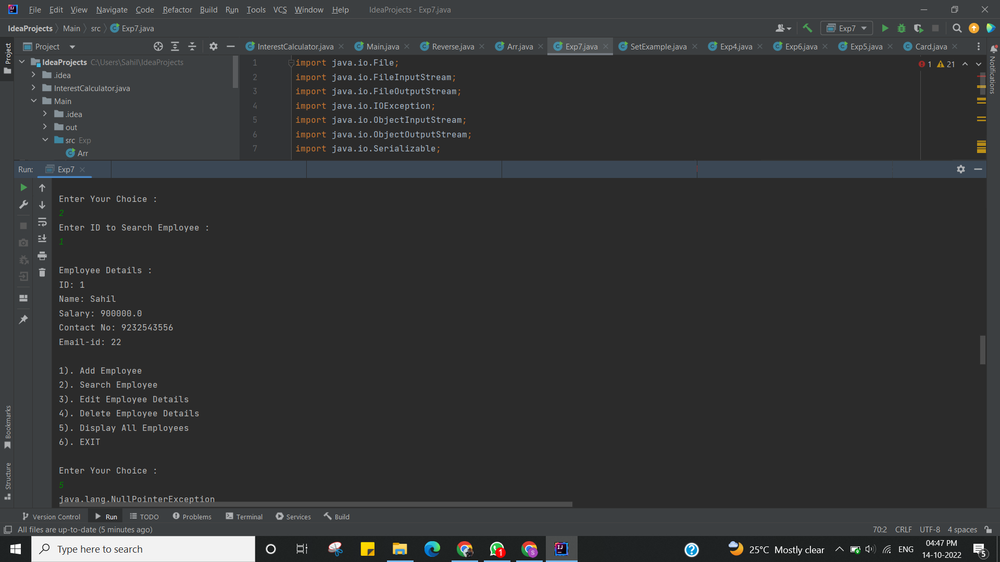 File Edit View Navigate Code Refactor Build Run Tools VCS Window Help IdeaProjects - Exp7.java
IdeaProjects Main src Exp7.java Exp7
Project InterestCalculator.java Main.java Reverse.java Arr.java Exp7.java SetExample.java Exp4.java Exp6.java Exp5.java Card.java
Project
Notifications
IdeaProjects C:\Users\Sahil\IdeaProjects
.idea
InterestCalculator.java
Main
.idea
out
src Exp
Arr
1 import java.io.File;
2 import java.io.FileInputStream;
3 import java.io.FileOutputStream;
4 import java.io.IOException;
5 import java.io.ObjectInputStream;
6 import java.io.ObjectOutputStream;
7 import java.io.Serializable;
1 21
Run: Exp7
Enter Your Choice :
2
Enter ID to Search Employee :
1
Employee Details :
ID: 1
Name: Sahil
Salary: 900000.0
Contact No: 9232543556
Email-id: 22
1). Add Employee
2). Search Employee
3). Edit Employee Details
4). Delete Employee Details
5). Display All Employees
6). EXIT
Enter Your Choice :
5
java.lang.NullPointerException
Bookmarks
Structure
Version Control Run TODO Problems Terminal Services Build
All files are up-to-date (5 minutes ago) 70:2 CRLF UTF-8 4 spaces
Type here to search 1 S IJ 25°C Mostly clear ENG 04:47 PM
14-10-2022 5